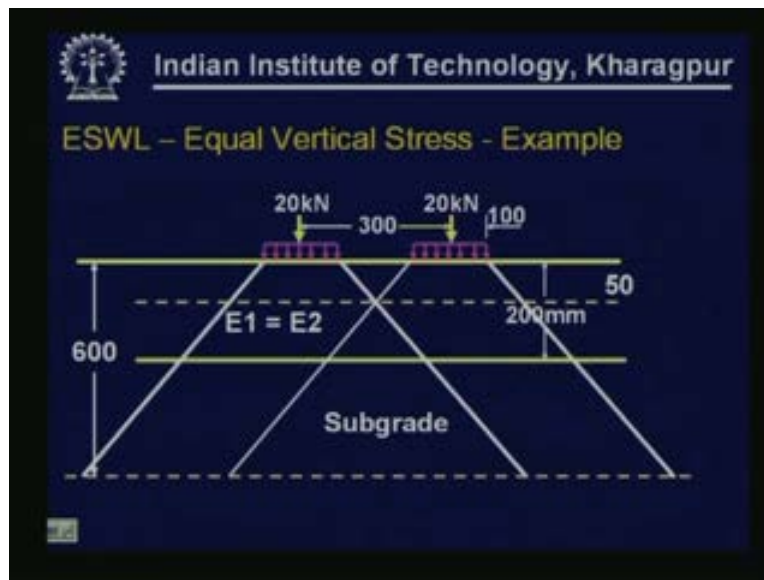 Indian Institute of Technology, Kharagpur
ESWL – Equal Vertical Stress - Example
20kN 20kN
300 100
50
E1 = E2 200mm
600
Subgrade